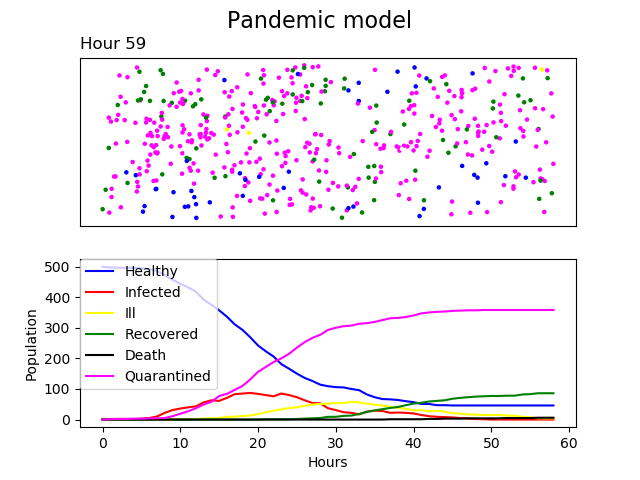 Pandemic model
Hour 59
500
400
300
200
100
0
Population
Healthy
Infected
Ill
Recovered
Death
Quarantined
0 10 20 30 40 50 60
Hours